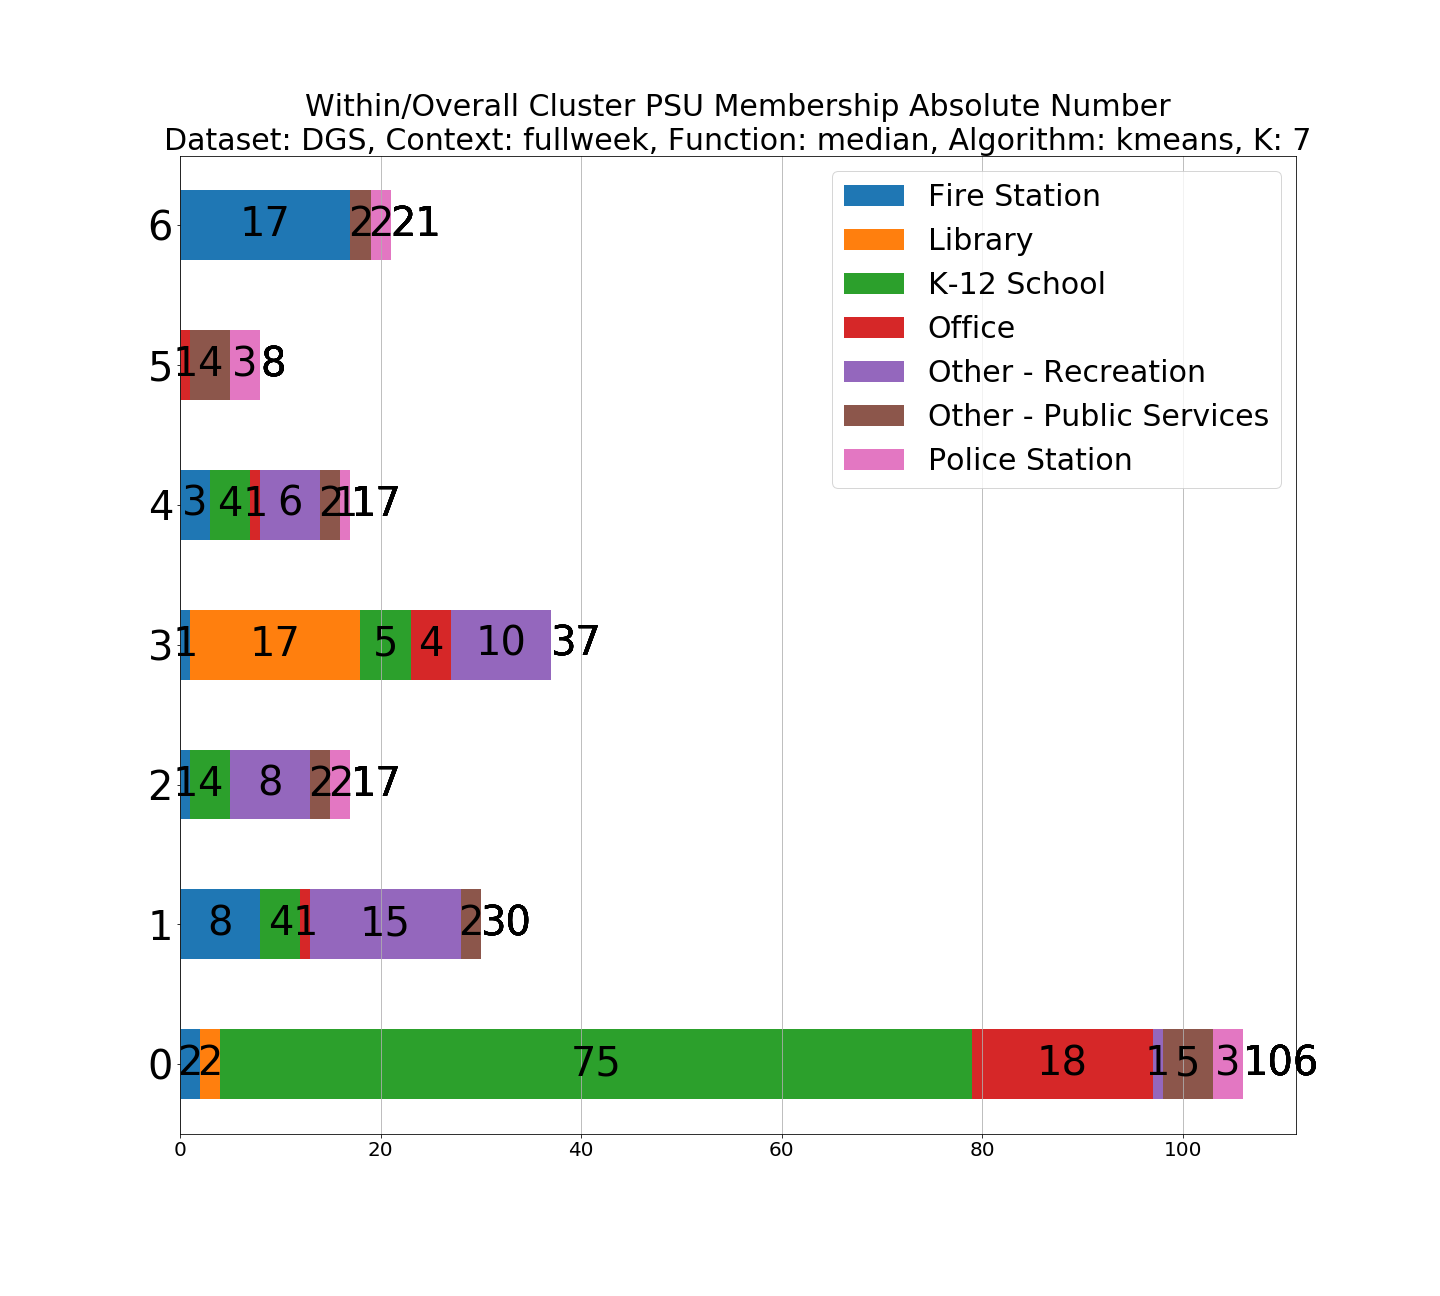 Within/Overall Cluster PSU Membership Absolute Number
Dataset: DGS, Context: fullweek, Function: median, Algorithm: kmeans, K: 7
Fire Station
Library
K-12 School
Office
Other - Recreation
Other - Public Services
Police Station
6 17 2 2 21
5 1 4 3 8
4 3 4 1 6 2 1 17
3 1 17 5 4 10 37
2 1 4 8 2 2 17
1 8 4 1 15 2 30
0 2 2 75 18 1 5 3 106
0 20 40 60 80 100